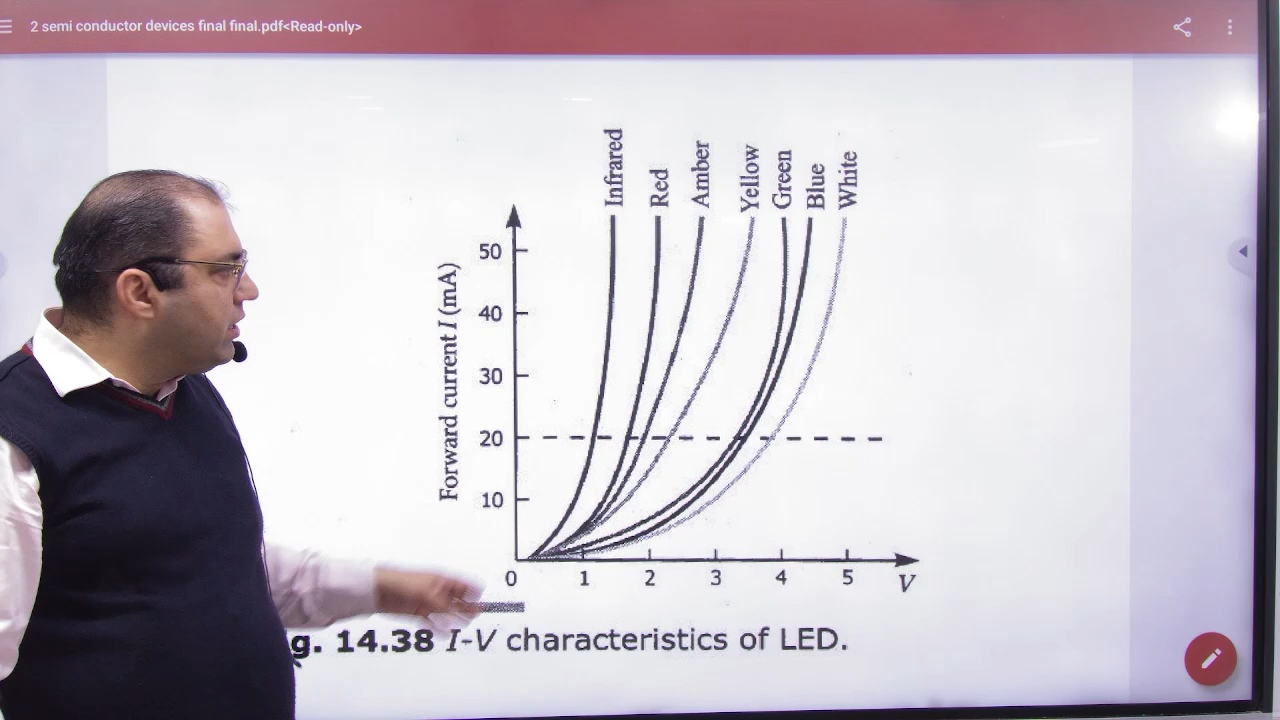 2 semi conductor devices final final.pdf<Read-only>
Infrared
Red
Amber
Yellow
Green
Blue
White
Forward current I (mA)
50
40
30
20
10
0 1 2 3 4 5
V
g. 14.38 I-V characteristics of LED.